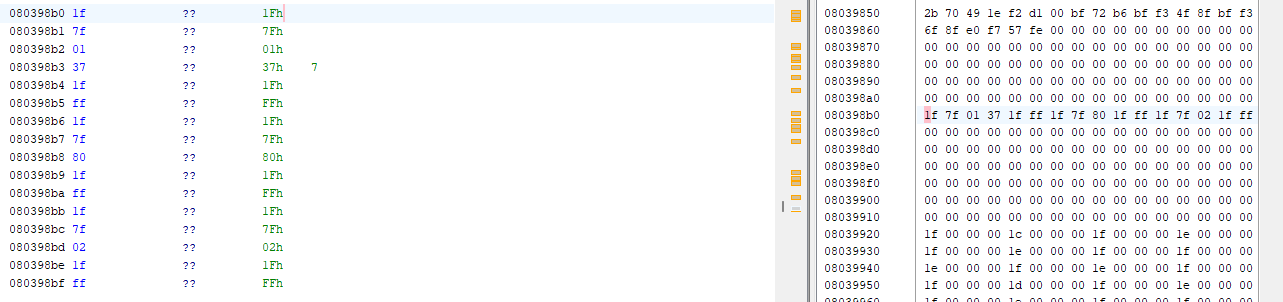 080398b0 1f ?? 1Fh
080398b1 7f ?? 7Fh
080398b2 01 ?? 01h
080398b3 37 ?? 37h 7
080398b4 1f ?? 1Fh
080398b5 ff ?? FFh
080398b6 1f ?? 1Fh
080398b7 7f ?? 7Fh
080398b8 80 ?? 80h
080398b9 1f ?? 1Fh
080398ba ff ?? FFh
080398bb 1f ?? 1Fh
080398bc 7f ?? 7Fh
080398bd 02 ?? 02h
080398be 1f ?? 1Fh
080398bf ff ?? FFh
08039850 2b 70 49 1e f2 d1 00 bf 72 b6 bf f3 4f 8f bf f3
08039860 6f 8f e0 f7 57 fe 00 00 00 00 00 00 00 00 00 00
08039870 00 00 00 00 00 00 00 00 00 00 00 00 00 00 00 00
08039880 00 00 00 00 00 00 00 00 00 00 00 00 00 00 00 00
08039890 00 00 00 00 00 00 00 00 00 00 00 00 00 00 00 00
080398a0 00 00 00 00 00 00 00 00 00 00 00 00 00 00 00 00
080398b0 1f 7f 01 37 1f ff 1f 7f 80 1f ff 1f 7f 02 1f ff
080398c0 00 00 00 00 00 00 00 00 00 00 00 00 00 00 00 00
080398d0 00 00 00 00 00 00 00 00 00 00 00 00 00 00 00 00
080398e0 00 00 00 00 00 00 00 00 00 00 00 00 00 00 00 00
080398f0 00 00 00 00 00 00 00 00 00 00 00 00 00 00 00 00
08039900 00 00 00 00 00 00 00 00 00 00 00 00 00 00 00 00
08039910 00 00 00 00 00 00 00 00 00 00 00 00 00 00 00 00
08039920 1f 00 00 00 1c 00 00 00 1f 00 00 00 1e 00 00 00
08039930 1f 00 00 00 1e 00 00 00 1e 00 00 00 1f 00 00 00
08039940 1e 00 00 00 1f 00 00 00 1e 00 00 00 1f 00 00 00
08039950 1f 00 00 00 1d 00 00 00 1f 00 00 00 1e 00 00 00